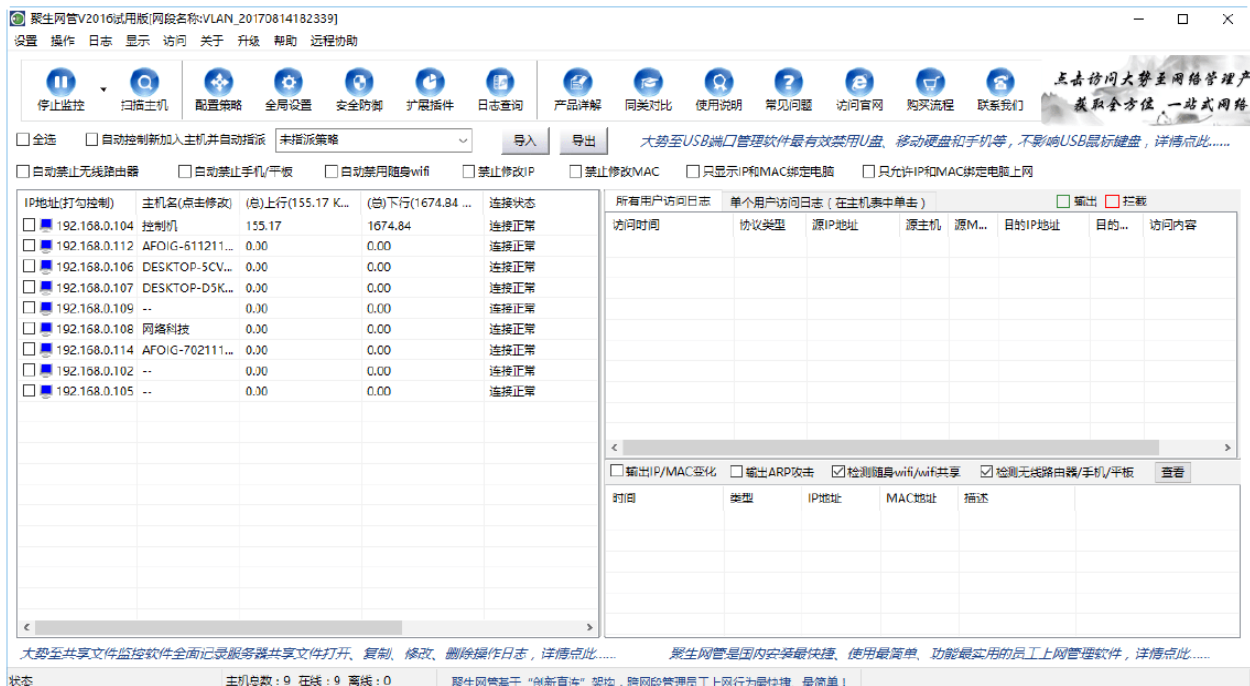 聚生网管V2016试用版[网段名称:VLAN_20170814182339]
设置 操作 日志 显示 访问 关于 升级 帮助 远程协助
停止监控 扫描主机 配置策略 全局设置 安全防御 扩展插件 日志查询 产品详解 同类对比 使用说明 常见问题 访问官网 购买流程 联系我们
点击访问大势至网络管理产
获取全方位、一站式网络
全选 自动控制新加入主机并自动指派 未指派策略 导入 导出 大势至USB端口管理软件最有效禁用U盘、移动硬盘和手机等，不影响USB鼠标键盘，详情点此......
自动禁止无线路由器 自动禁止手机/平板 自动禁用随身wifi 禁止修改IP 禁止修改MAC 只显示IP和MAC绑定电脑 只允许IP和MAC绑定电脑上网
IP地址(打勾控制) 主机名(点击修改) (总)上行(155.17 K... (总)下行(1674.84 ... 连接状态
192.168.0.104 控制机 155.17 1674.84 连接正常
192.168.0.112 AFOIG-611211... 0.00 0.00 连接正常
192.168.0.106 DESKTOP-5CV... 0.00 0.00 连接正常
192.168.0.107 DESKTOP-D5K... 0.00 0.00 连接正常
192.168.0.109 -- 0.00 0.00 连接正常
192.168.0.108 网络科技 0.00 0.00 连接正常
192.168.0.114 AFOIG-702111... 0.00 0.00 连接正常
192.168.0.102 -- 0.00 0.00 连接正常
192.168.0.105 -- 0.00 0.00 连接正常
所有用户访问日志 单个用户访问日志（在主机表中单击） 输出 拦截
访问时间 协议类型 源IP地址 源主机 源M... 目的IP地址 目的... 访问内容
输出IP/MAC变化 输出ARP攻击 检测随身wifi/wifi共享 检测无线路由器/手机/平板 查看
时间 类型 IP地址 MAC地址 描述
大势至共享文件监控软件全面记录服务器共享文件打开、复制、修改、删除操作日志，详情点此...... 聚生网管是国内安装最快捷、使用最简单、功能最实用的员工上网管理软件，详情点此......
状态 主机总数：9 在线：9 离线：0 聚生网管基于“创新直连”架构，跨网段管理员工上网行为最快捷、最简单！